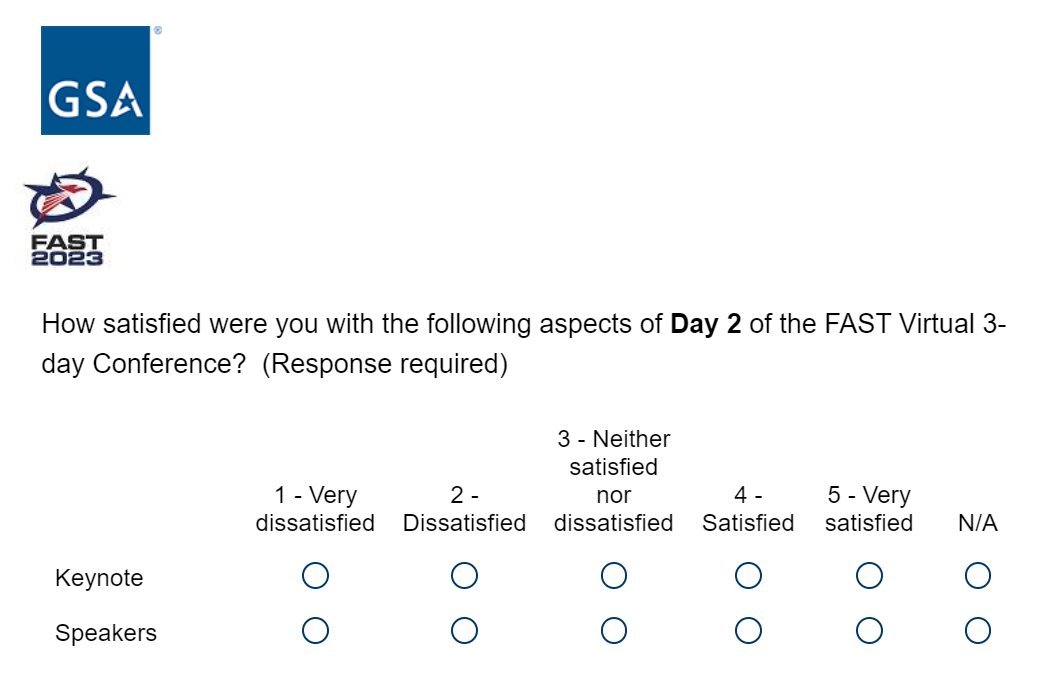 GSA®
FAST
2023
How satisfied were you with the following aspects of Day 2 of the FAST Virtual 3-
day Conference?  (Response required)
3 - Neither
satisfied
1 - Very 2 - nor 4 - 5 - Very
dissatisfied Dissatisfied dissatisfied Satisfied satisfied N/A
Keynote
Speakers